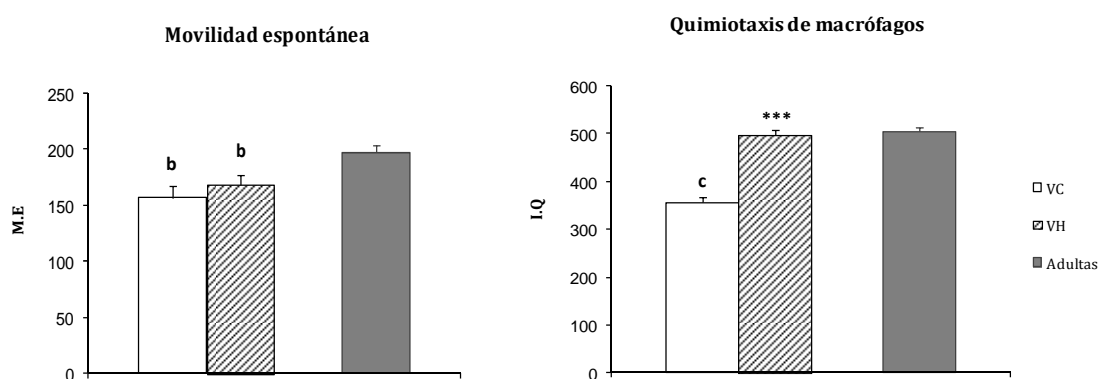 Movilidad espontánea
250
200
150
100
50
0
M.E
b
b
Quimiotaxis de macrófagos
600
500
400
300
200
100
0
I.Q
c
***
VC
VH
Adultas